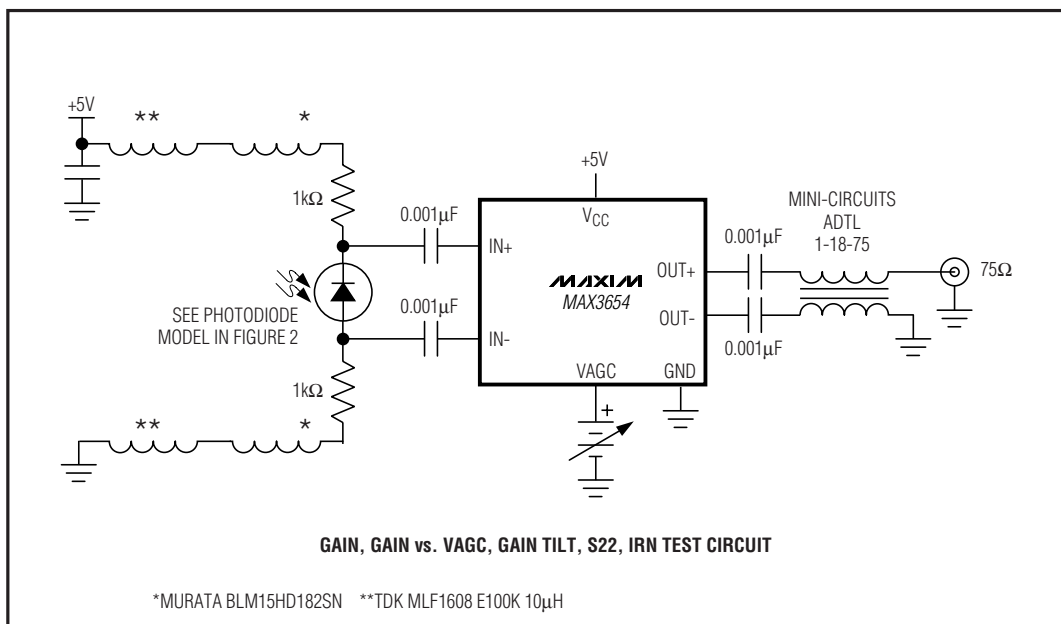 +5V
**
*
1kΩ
0.001µF
+5V
VCC
IN+
MAXIM
MAX3654
OUT+
OUT-
MINI-CIRCUITS
ADTL
1-18-75
0.001µF
75Ω
SEE PHOTODIODE
MODEL IN FIGURE 2
0.001µF
IN-
0.001µF
VAGC
GND
1kΩ
+
**
*
GAIN, GAIN vs. VAGC, GAIN TILT, S22, IRN TEST CIRCUIT
*MURATA BLM15HD182SN **TDK MLF1608 E100K 10µH